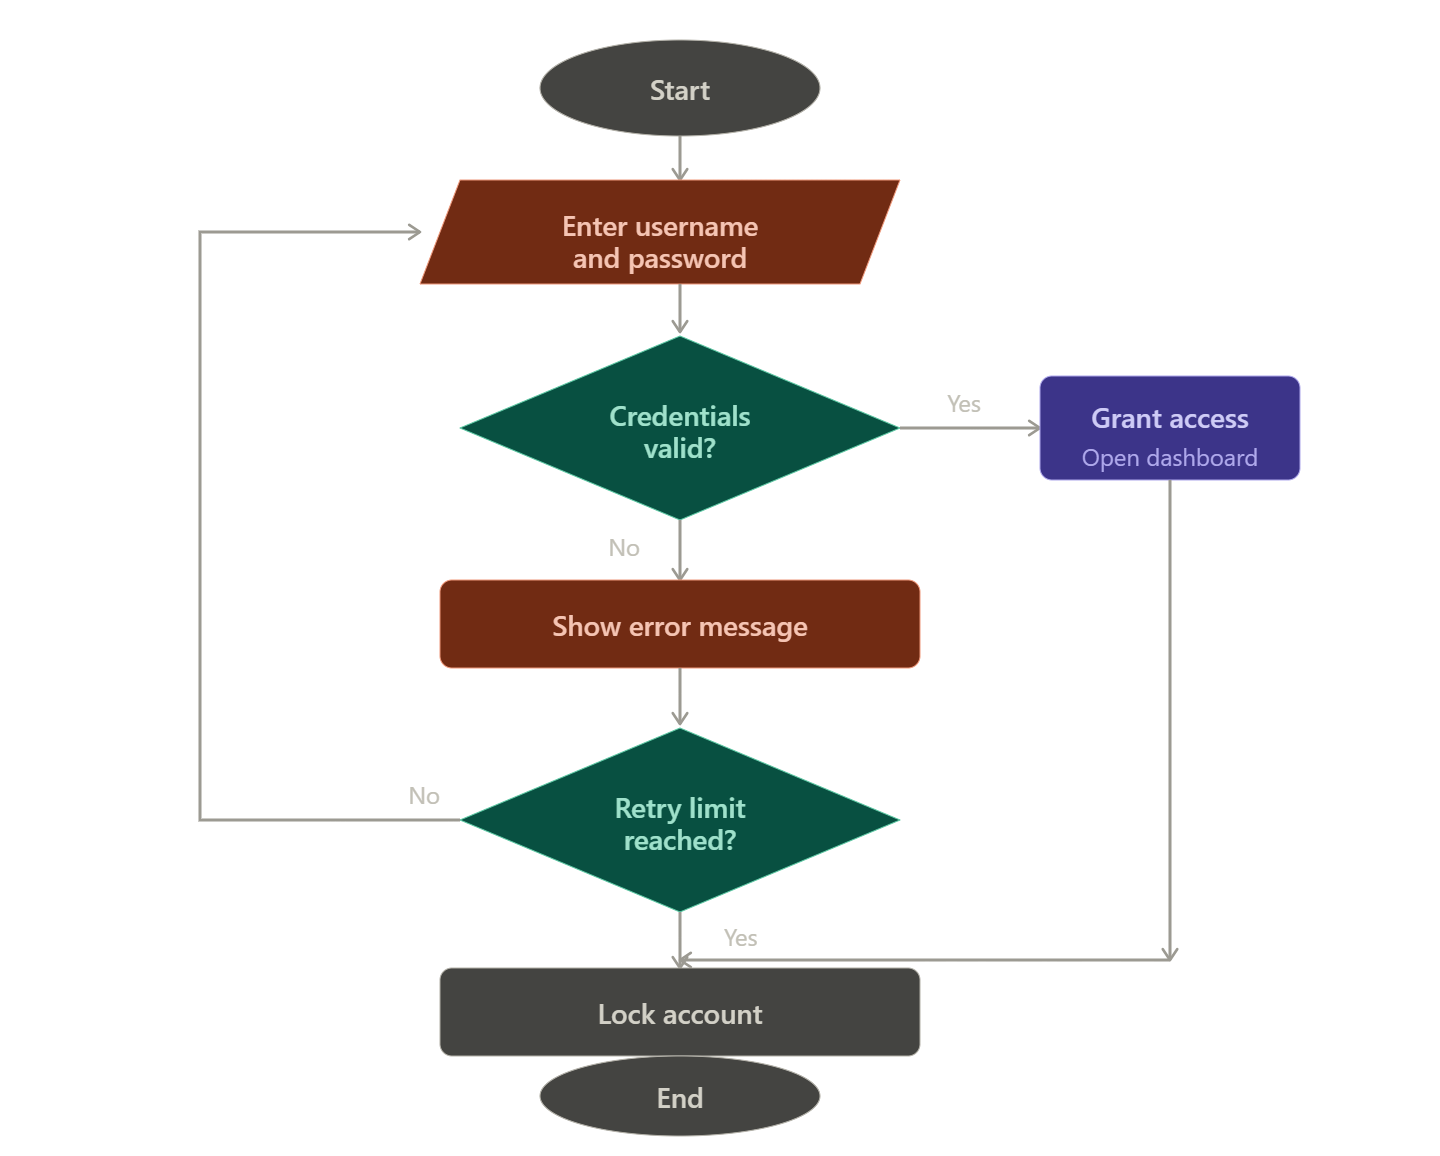 Start
Enter username
and password
Credentials
valid?
Yes
Grant access
Open dashboard
No
Show error message
No
Retry limit
reached?
Yes
Lock account
End